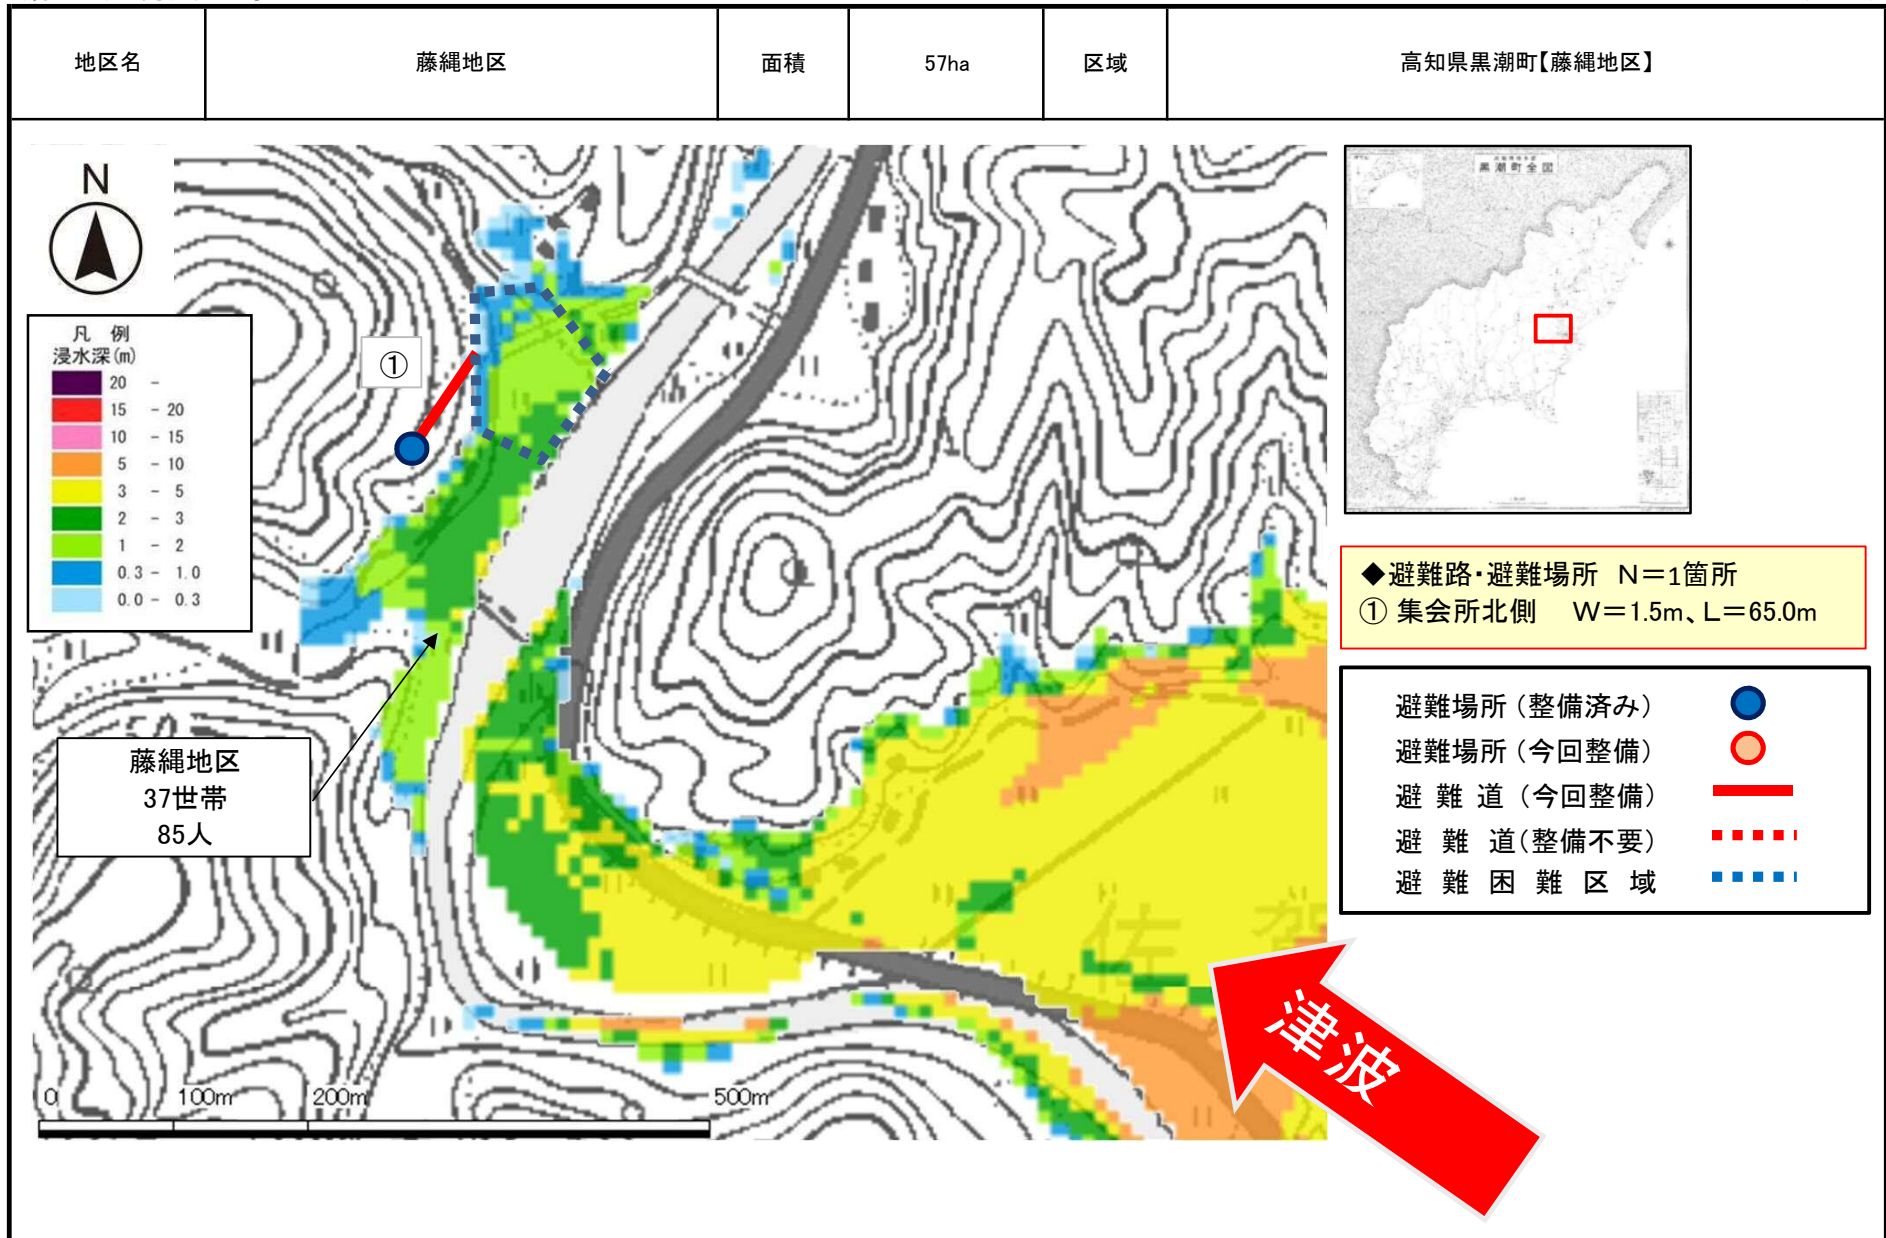 地区名
藤縄地区
面積
57ha
区域
高知県黒潮町【藤縄地区】
N
凡 例
浸水深(m)
20 -
15 - 20
10 - 15
5 - 10
3 - 5
2 - 3
1 - 2
0.3 - 1.0
0.0 - 0.3
①
黒潮町全図
◆避難路・避難場所 N=1箇所
① 集会所北側 W=1.5m、L=65.0m
避難場所(整備済み)
避難場所(今回整備)
避 難 道 (今回整備)
避 難 道(整備不要)
避 難 困 難 区 域
藤縄地区
37世帯
85人
佐 賀
津波
0 100m 200m 500m